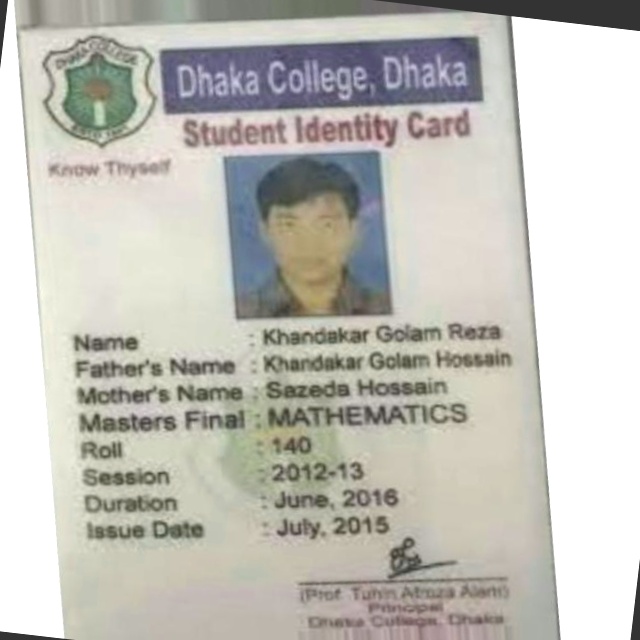 DHAKA COLLEGE
Dhaka College, Dhaka
Student Identity Card
Know Thyself
Name : Khandakar Golam Reza
Father's Name : Khandakar Golam Hossain
Mother's Name : Sazeda Hossain
Masters Final : MATHEMATICS
Roll : 140
Session : 2012-13
Duration : June, 2016
Issue Date : July, 2015
(Prof. Tuhin Afroza Alam)
Principal
Dhaka College, Dhaka